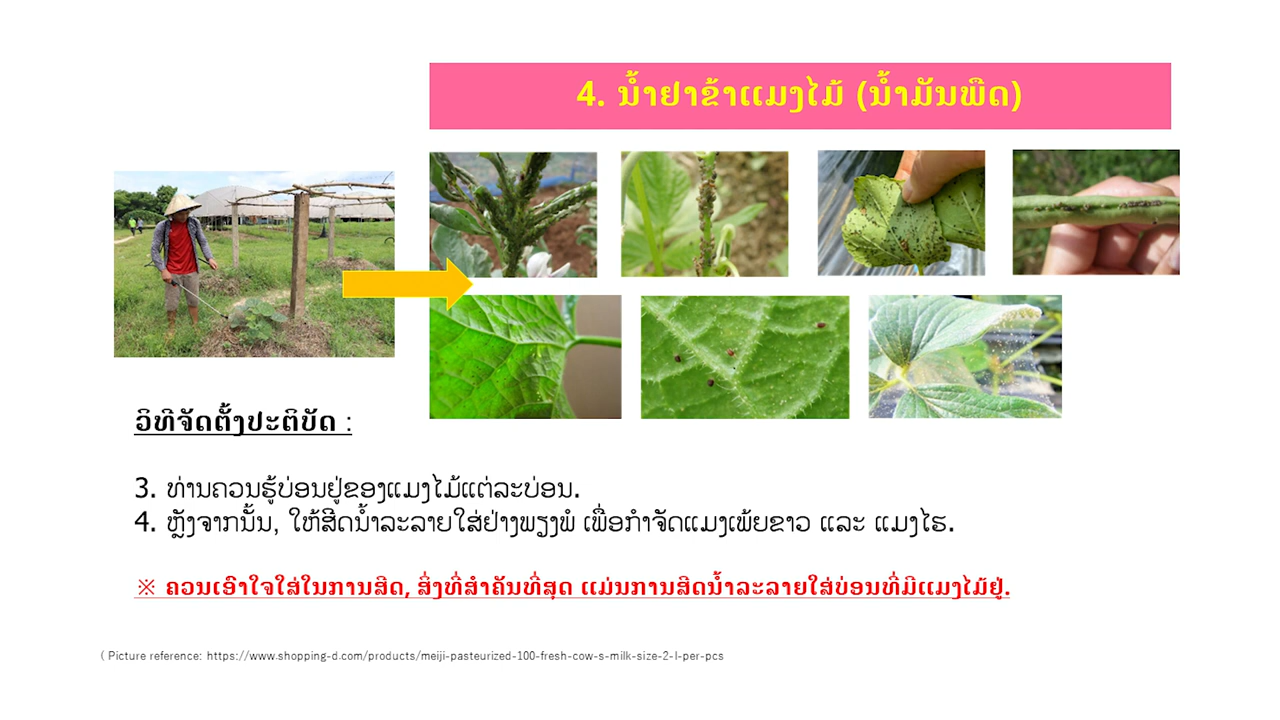 4. ນ້ຳຢາຂ້າແມງໄມ້ (ນ້ຳມັນພືດ)
ວິທີຈັດຕັ້ງປະຕິບັດ :
3. ທ່ານຄວນຮູ້ບ່ອນຢູ່ຂອງແມງໄມ້ແຕ່ລະບ່ອນ.
4. ຫຼັງຈາກນັ້ນ, ໃຫ້ສີດນ້ຳລະລາຍໃສ່ຢ່າງພຽງພໍ ເພື່ອກຳຈັດແມງເພ້ຍຂາວ ແລະ ແມງໄຮ.
※ ຄວນເອົາໃຈໃສ່ໃນການສີດ, ສິ່ງທີ່ສຳຄັນທີ່ສຸດ ແມ່ນການສີດນ້ຳລະລາຍໃສ່ບ່ອນທີ່ມີແມງໄມ້ຢູ່.
( Picture reference: https://www.shopping-d.com/products/meiji-pasteurized-100-fresh-cow-s-milk-size-2-l-per-pcs